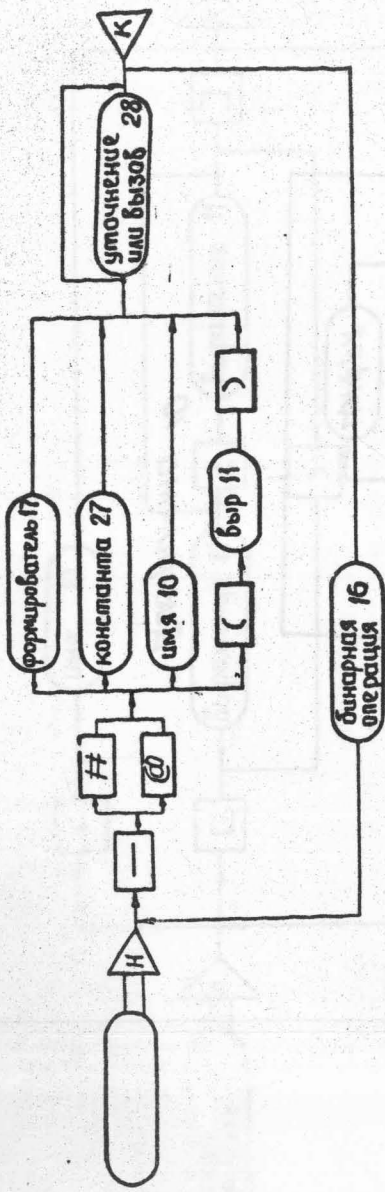 Н
—
#
@
формирователь 17
константа 27
имя 10
(
выр 11
)
уточнение
или вызов 28
К
бинарная
операция 16